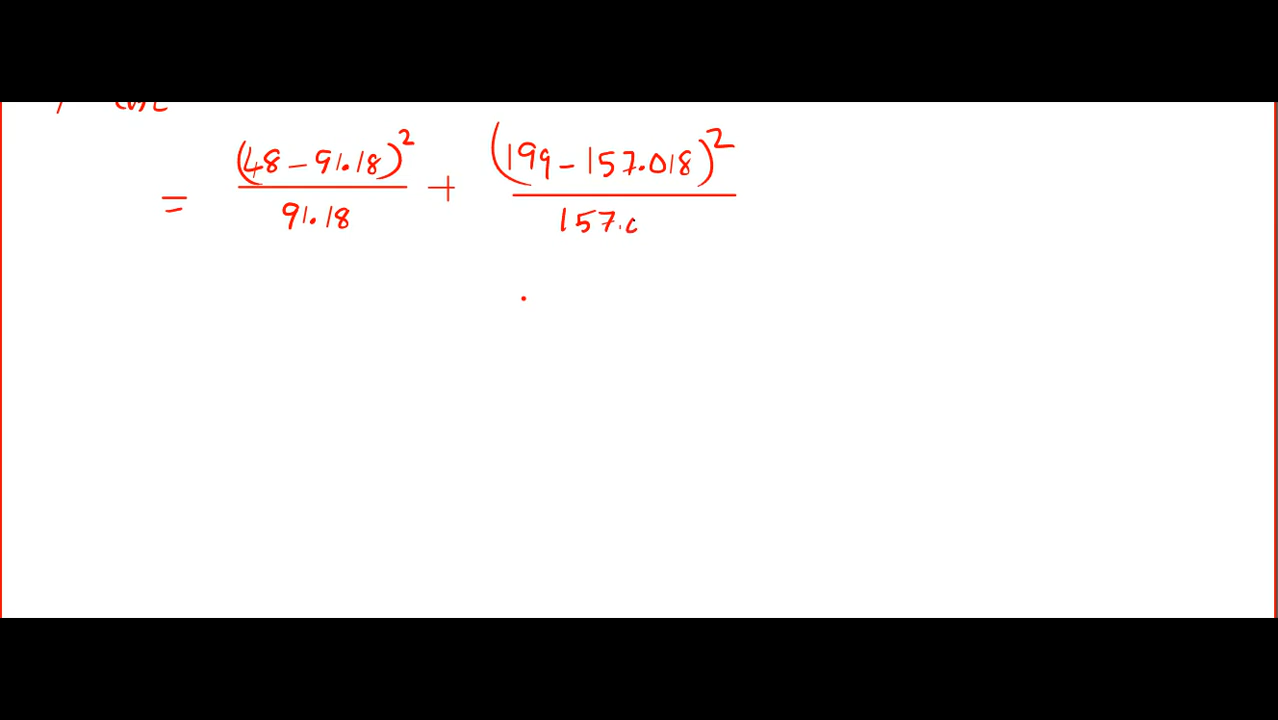 = (48 - 91.18)² / 91.18 + (199 - 157.018)² / 157.0